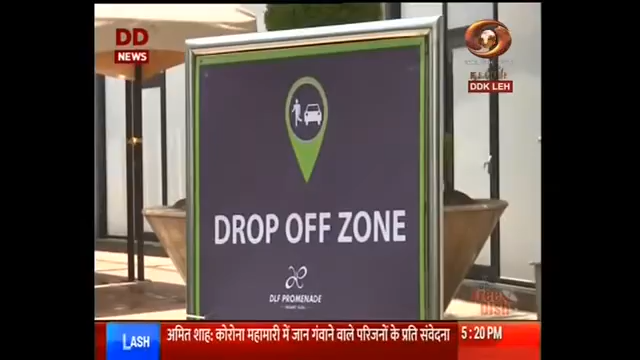 DD
NEWS
DDK LEH
DROP OFF ZONE
DLF PROMENADE
LASH
अमित शाह: कोरोना महामारी में जान गंवाने वाले परिजनों के प्रति संवेदना
5:20 PM